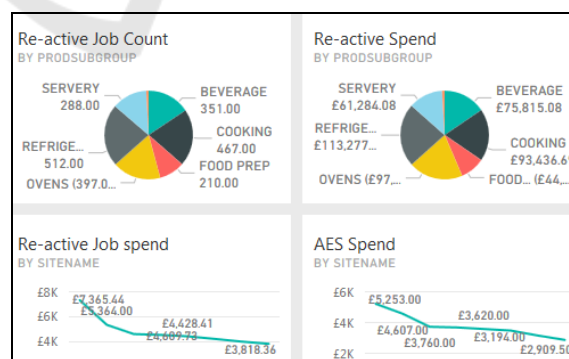 Re-active Job Count
BY PRODSUBGROUP
SERVERY
288.00
BEVERAGE
351.00
COOKING
467.00
REFRIGE...
512.00
FOOD PREP
210.00
OVENS (397.0...
Re-active Spend
BY PRODSUBGROUP
SERVERY
£61,284.08
BEVERAGE
£75,815.08
REFRIGE...
£113,277...
COOKING
£93,436.6
OVENS (£97,...
FOOD... (£44,...
Re-active Job spend
BY SITENAME
£8K
£6K
£4K
£7,365.44
£5,364.00
£4,609.73
£4,428.41
£3,818.36
AES Spend
BY SITENAME
£6K
£4K
£2K
£5,253.00
£4,607.00
£3,760.00
£3,620.00
£3,194.00
£2,909.50